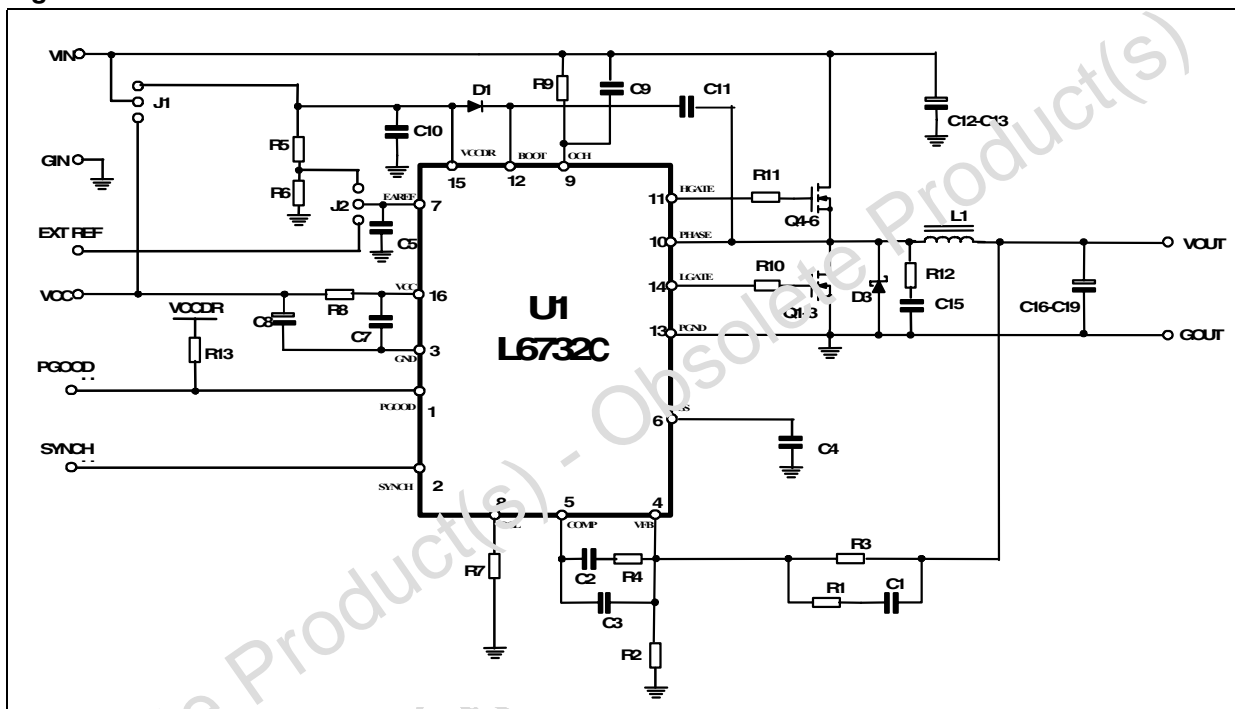 VIN
J1
R9
C9
D1
C11
C12-C13
C10
R5
GIN
VCCDR
BOOT
OCH
15
12
9
R6
J2
EAREF
7
C5
11
HGATE
R11
Q4-6
L1
EXT REF
10
PHASE
VOUT
VCC
VCC
16
R8
C8
C7
14
LGATE
R10
Q1-3
D3
R12
C15
C16-C19
VCCDR
R13
U1
L6732C
3
GND
13
PGND
GOUT
PGOOD
PGOOD
1
6
C4
SYNCH
SYNCH
2
8
5
4
COMP
VFB
R7
C2
R4
C3
R3
R1
C1
R2
Product(s) - Obsolete Product(s)